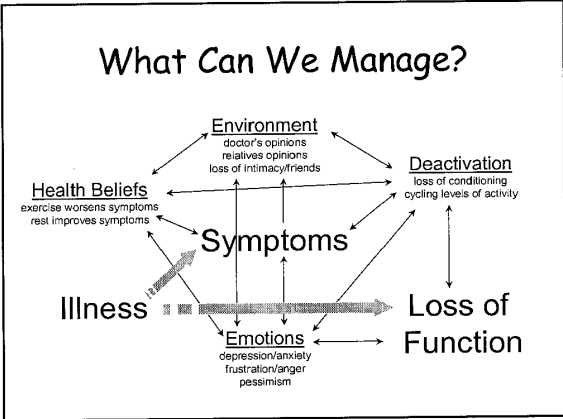 What Can We Manage?
Environment
doctor's opinions
relatives opinions
loss of intimacy/friends
Deactivation
loss of conditioning
cycling levels of activity
Health Beliefs
exercise worsens symptoms
rest improves symptoms
Symptoms
Illness
Loss of
Function
Emotions
depression/anxiety
frustration/anger
pessimism